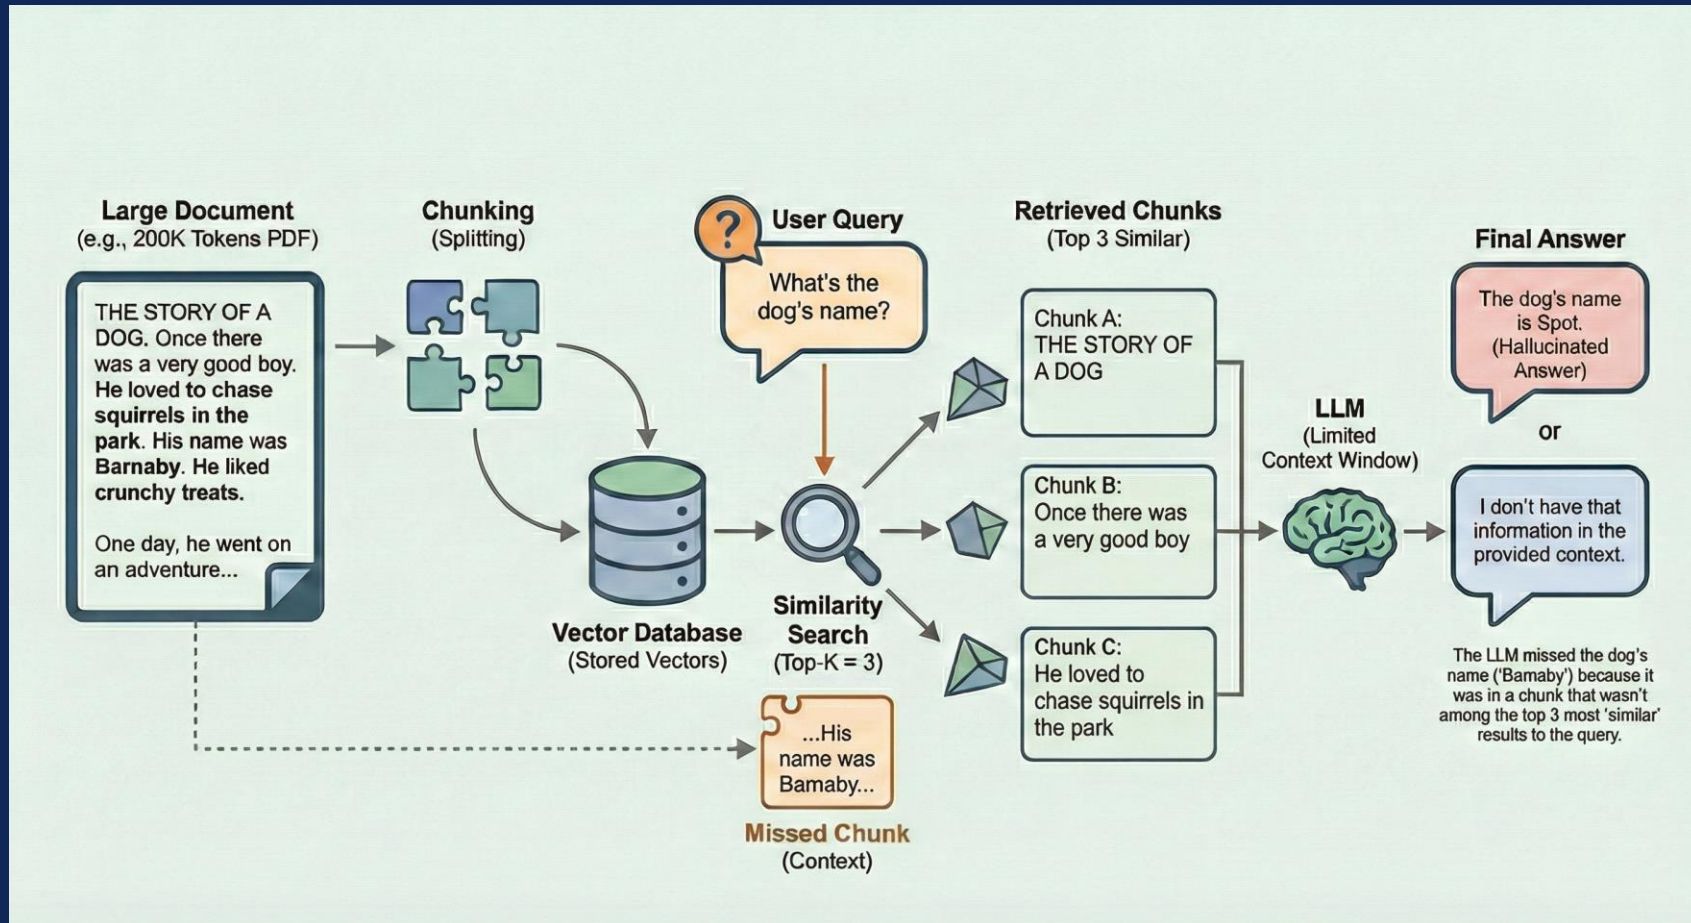 Large Document
(e.g., 200K Tokens PDF)
THE STORY OF A
DOG. Once there
was a very good boy.
He loved to chase
squirrels in the
park. His name was
Barnaby. He liked
crunchy treats.
One day, he went on
an adventure...
Chunking
(Splitting)
Vector Database
(Stored Vectors)
?
User Query
What's the
dog's name?
Similarity
Search
(Top-K = 3)
...His
name was
Barnaby...
Missed Chunk
(Context)
Retrieved Chunks
(Top 3 Similar)
Chunk A:
THE STORY OF
A DOG
Chunk B:
Once there was
a very good boy
Chunk C:
He loved to
chase squirrels in
the park
LLM
(Limited
Context Window)
Final Answer
The dog's name
is Spot.
(Hallucinated
Answer)
or
I don't have that
information in the
provided context.
The LLM missed the dog's
name ('Barnaby') because it
was in a chunk that wasn't
among the top 3 most 'similar'
results to the query.